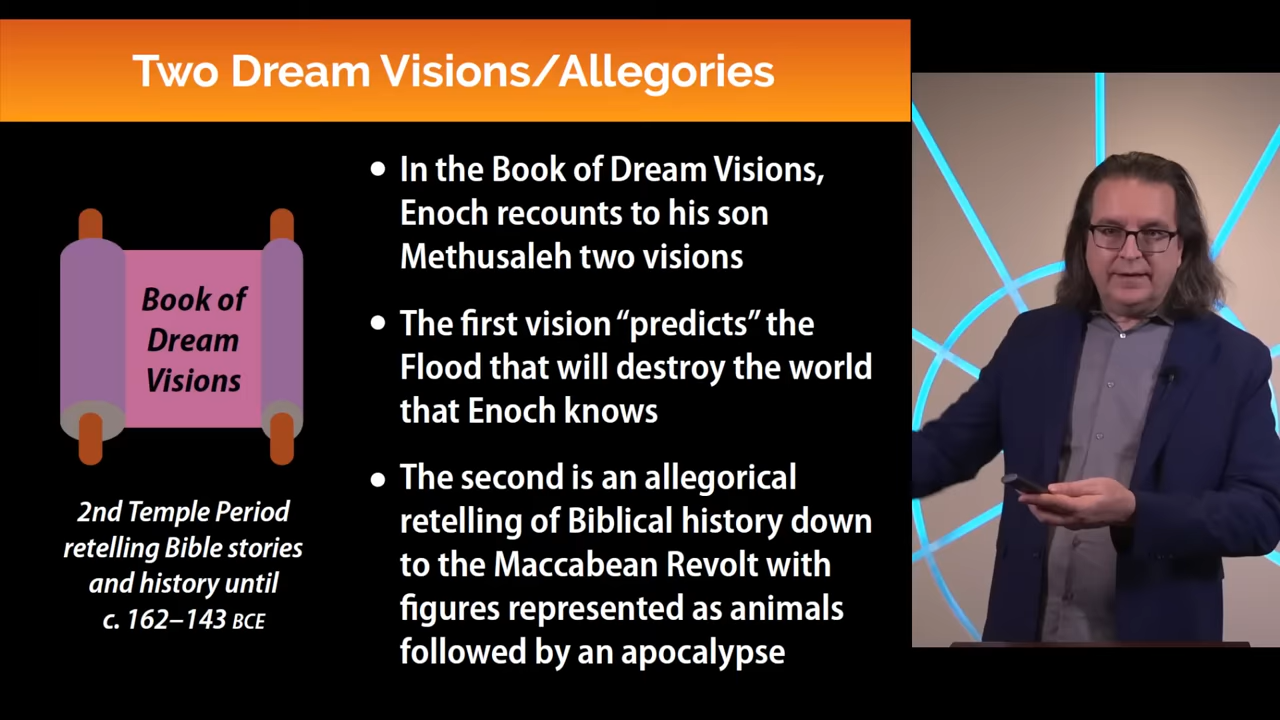 Two Dream Visions/Allegories
Book of
Dream
Visions
2nd Temple Period
retelling Bible stories
and history until
c. 162–143 BCE
• In the Book of Dream Visions,
Enoch recounts to his son
Methusaleh two visions
• The first vision “predicts” the
Flood that will destroy the world
that Enoch knows
• The second is an allegorical
retelling of Biblical history down
to the Maccabean Revolt with
figures represented as animals
followed by an apocalypse